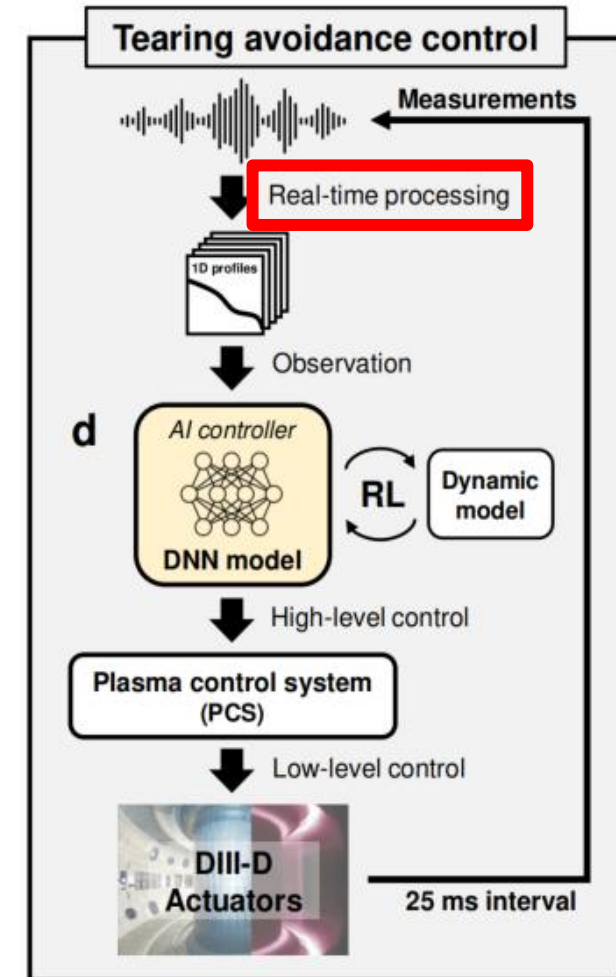 Tearing avoidance control
Measurements
Real-time processing
1D profiles
Observation
d
AI controller
DNN model
RL
Dynamic
model
High-level control
Plasma control system
(PCS)
Low-level control
DIII-D
Actuators
25 ms interval